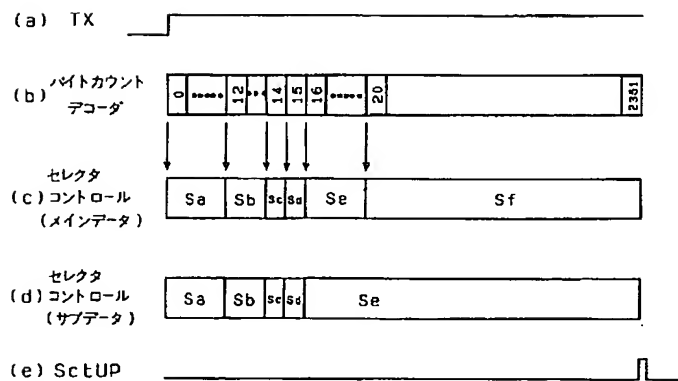 (a) TX
(b) バイトカウント
デコーダ
0 ..... 12 ... 14 15 16 ..... 20 2351
セレクタ
(c) コントロール
(メインデータ)
Sa Sb Sc Sd Se Sf
セレクタ
(d) コントロール
(サブデータ)
Sa Sb Sc Sd Se
(e) SctUP